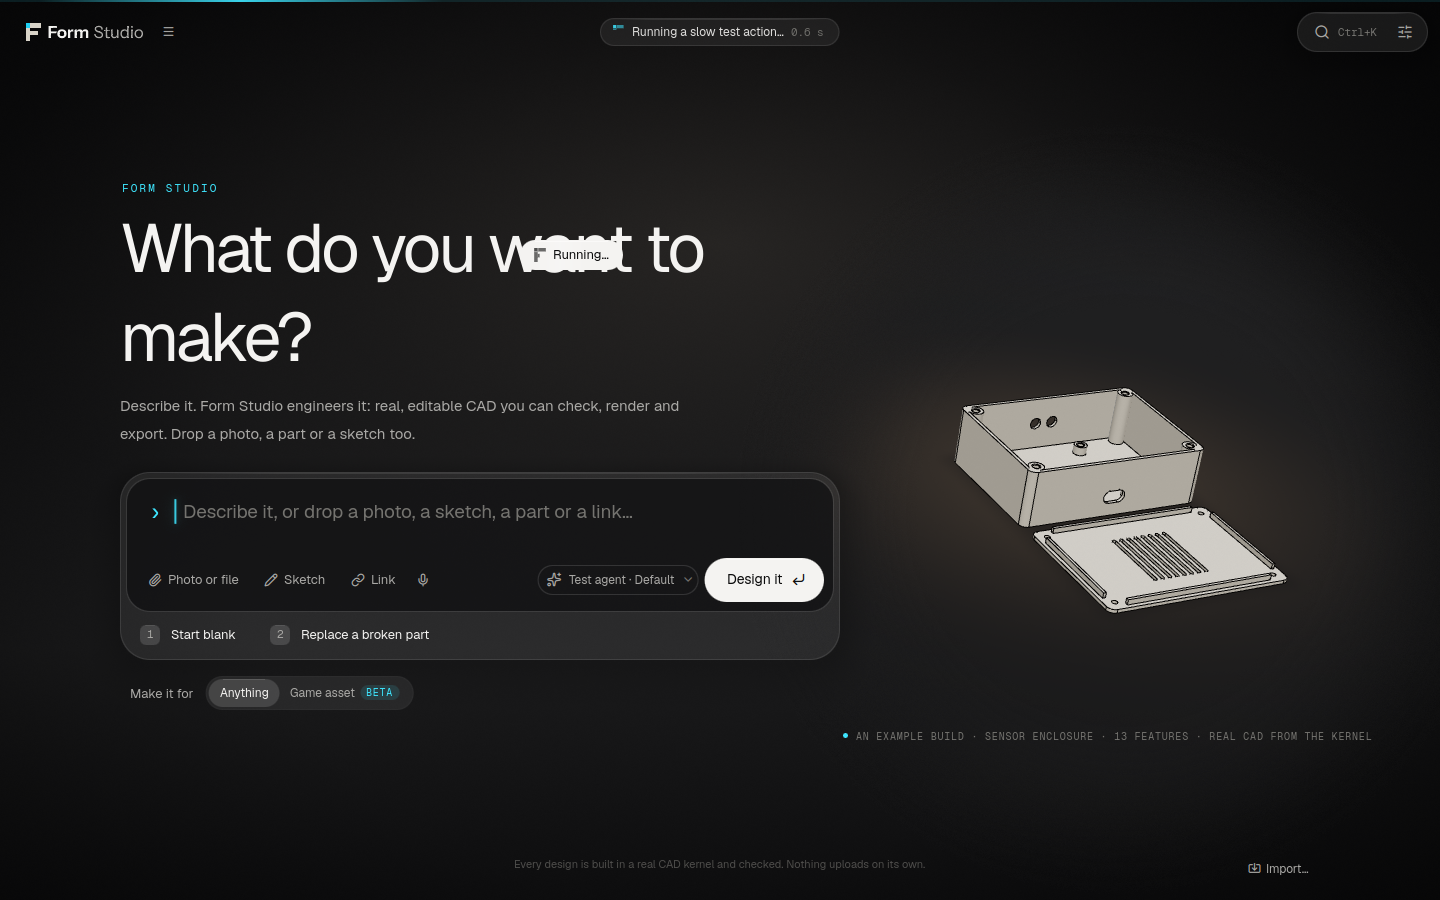 Form Studio
Running a slow test action… 0.6 s
Ctrl+K
FORM STUDIO
What do you want to
Running…
make?
Describe it. Form Studio engineers it: real, editable CAD you can check, render and
export. Drop a photo, a part or a sketch too.
Describe it, or drop a photo, a sketch, a part or a link…
Photo or file Sketch Link Test agent · Default Design it
1 Start blank 2 Replace a broken part
Make it for Anything Game asset BETA
AN EXAMPLE BUILD · SENSOR ENCLOSURE · 13 FEATURES · REAL CAD FROM THE KERNEL
Every design is built in a real CAD kernel and checked. Nothing uploads on its own.
Import…